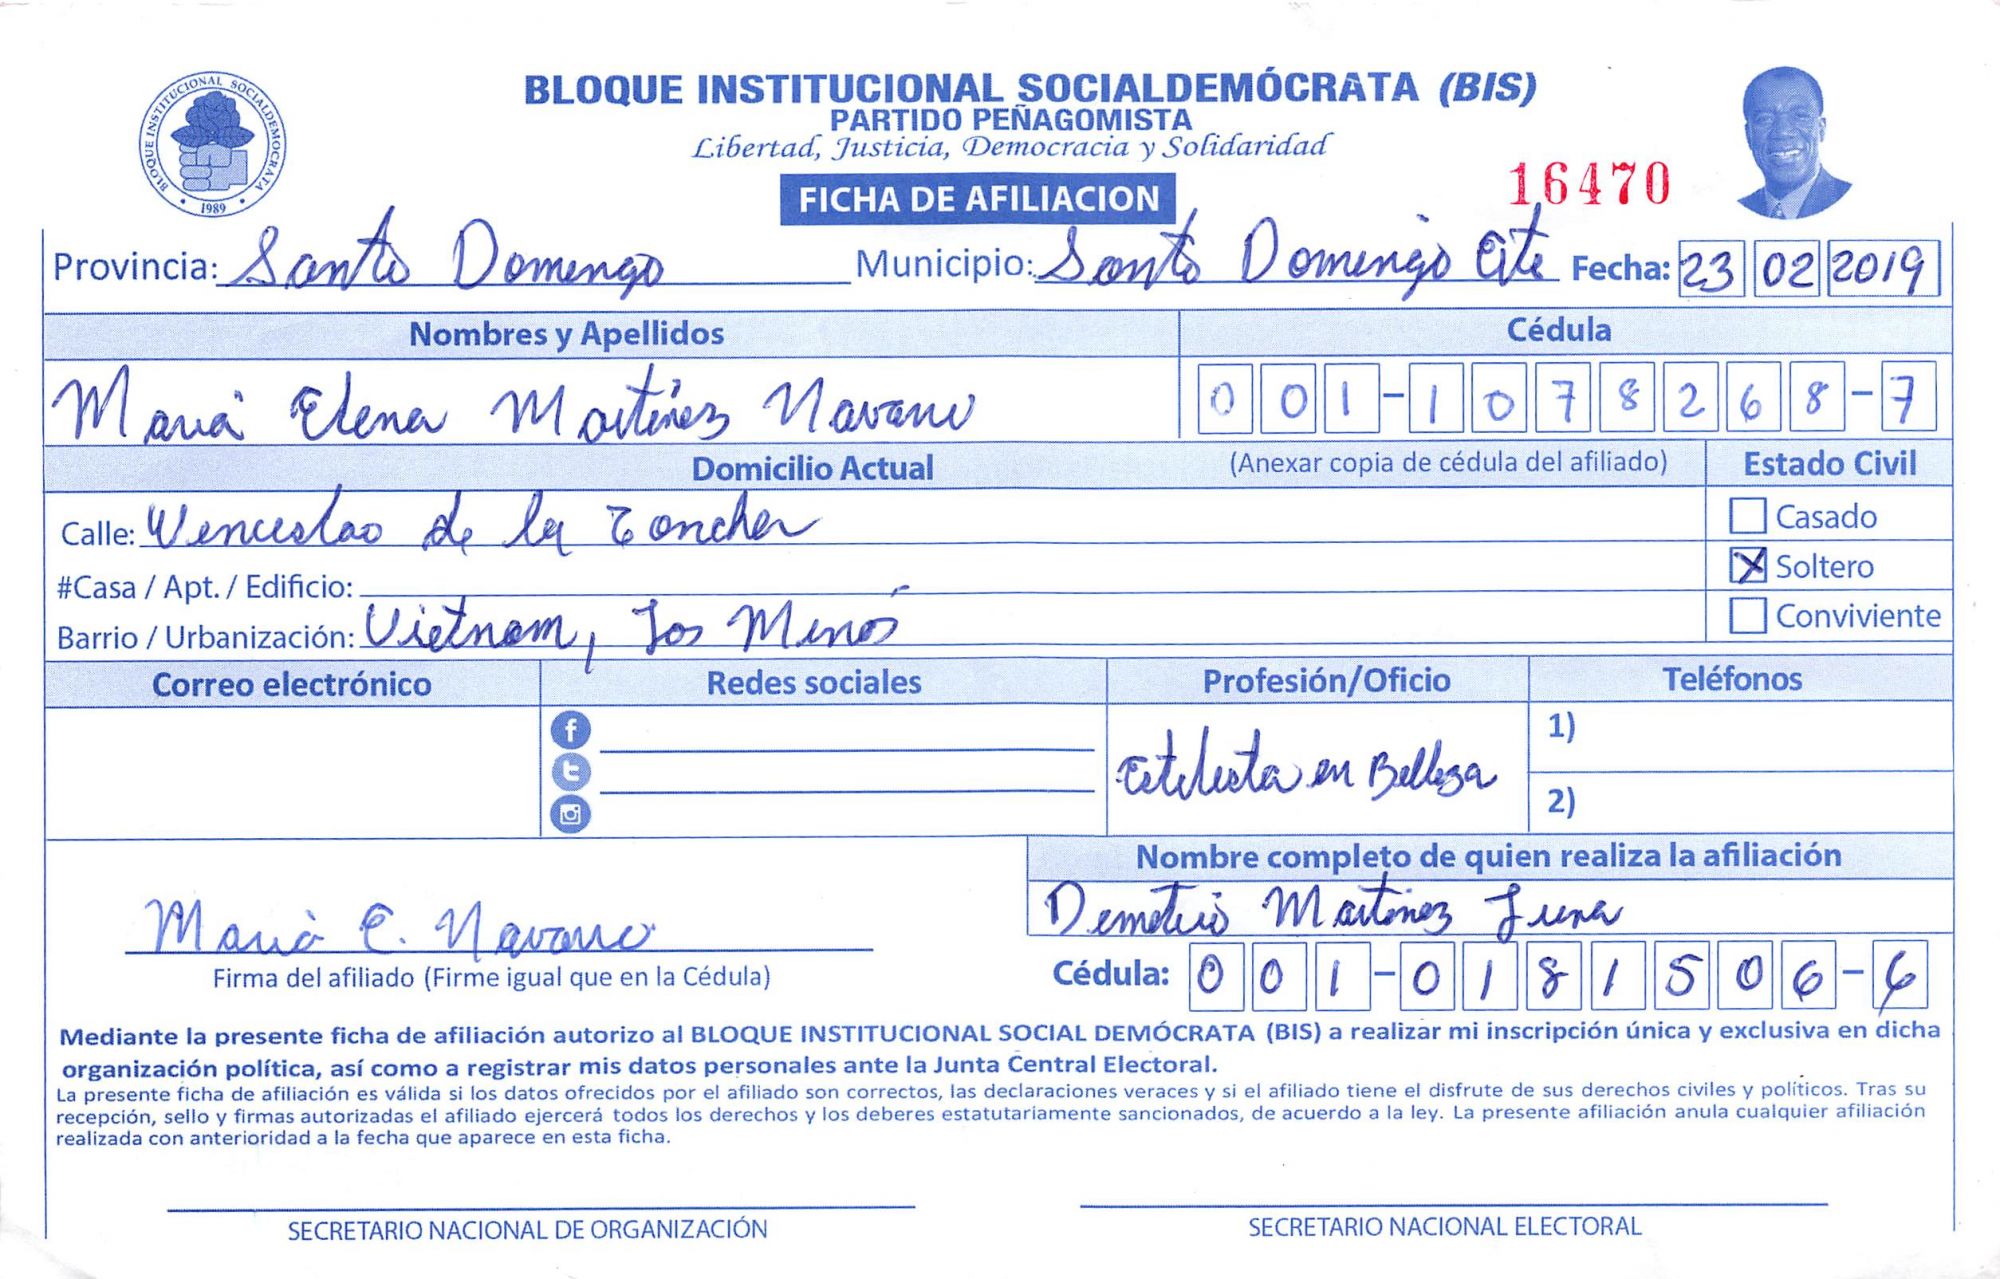 BLOQUE INSTITUCIONAL SOCIALDEMÓCRATA (BIS)
PARTIDO PEÑAGOMISTA
Libertad, Justicia, Democracia y Solidaridad
BLOQUE INSTITUCIONAL SOCIALDEMOCRATA
1989
16470
FICHA DE AFILIACION
Provincia: Santo Domingo Municipio: Santo Domingo Este Fecha: 23 02 2019
Nombres y Apellidos Cédula
María Elena Martínez Navarro 001-1078268-7
Domicilio Actual (Anexar copia de cédula del afiliado) Estado Civil
Calle: Wenceslao de la Concha
Casado
#Casa / Apt. / Edificio:
X Soltero
Barrio / Urbanización: Vietnam, Los Minós
Conviviente
Correo electrónico Redes sociales Profesión/Oficio Teléfonos
1)
Estilista en Belleza
2)
Nombre completo de quien realiza la afiliación
Demetrio Martinez Luna
María E. Navarro
Firma del afiliado (Firme igual que en la Cédula)
Cédula: 001-0181506-6
Mediante la presente ficha de afiliación autorizo al BLOQUE INSTITUCIONAL SOCIAL DEMÓCRATA (BIS) a realizar mi inscripción única y exclusiva en dicha
organización política, así como a registrar mis datos personales ante la Junta Central Electoral.
La presente ficha de afiliación es válida si los datos ofrecidos por el afiliado son correctos, las declaraciones veraces y si el afiliado tiene el disfrute de sus derechos civiles y políticos. Tras su
recepción, sello y firmas autorizadas el afiliado ejercerá todos los derechos y los deberes estatutariamente sancionados, de acuerdo a la ley. La presente afiliación anula cualquier afiliación
realizada con anterioridad a la fecha que aparece en esta ficha.
SECRETARIO NACIONAL DE ORGANIZACIÓN
SECRETARIO NACIONAL ELECTORAL